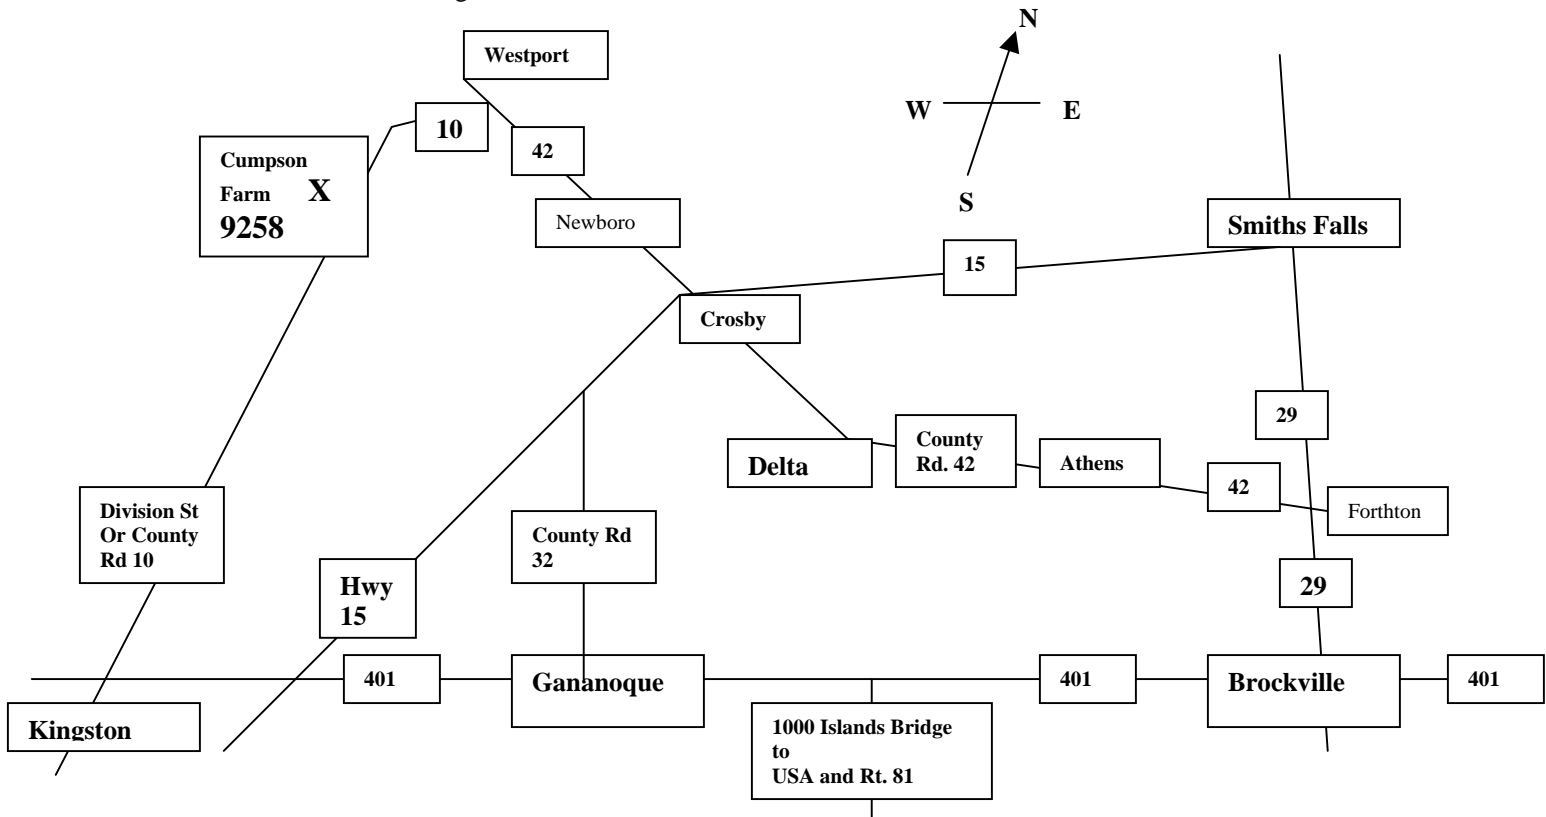 N
Westport
10
W E
42
Cumpson
Farm X
9258
S
Newboro
Smiths Falls
15
Crosby
29
County
Rd. 42
Delta
Athens
42
Division St
Or County
Rd 10
Forthton
County Rd
32
Hwy
15
29
401
Gananoque
401
Brockville
401
Kingston
1000 Islands Bridge
to
USA and Rt. 81